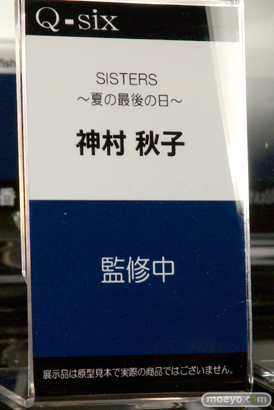 Q-six
SISTERS
～夏の最後の日～
神村 秋子
監修中
展示品は原型見本で実際の商品ではございません。
moeyo.com